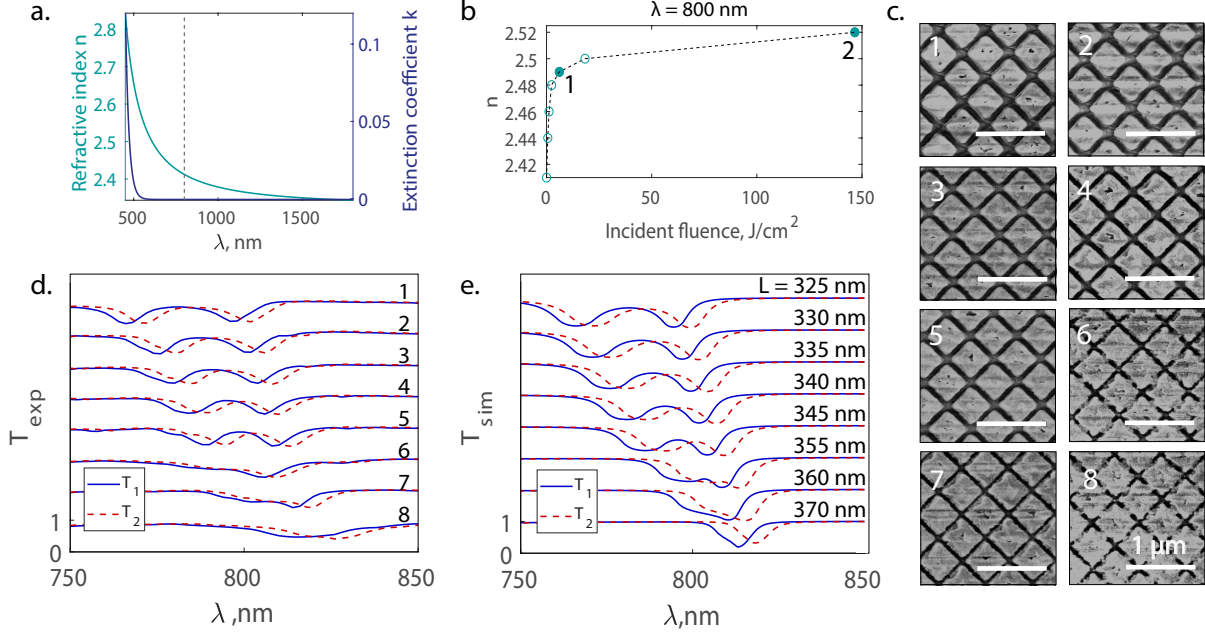 a.
Refractive index n
2.8
2.7
2.6
2.5
2.4
500
1000
1500
λ, nm
0.1
0.05
0
Extinction coefficient k
b
λ = 800 nm
n
2.52
2.5
2.48
2.46
2.44
2.42
0
50
100
150
1
2
Incident fluence, J/cm²
c.
1
2
3
4
5
6
7
8
1 μm
d.
T exp
1
2
3
4
5
6
7
8
T₁
T₂
1
0
750
800
850
λ ,nm
e.
T sim
L = 325 nm
330 nm
335 nm
340 nm
345 nm
355 nm
360 nm
370 nm
T₁
T₂
1
0
750
800
850
λ,nm